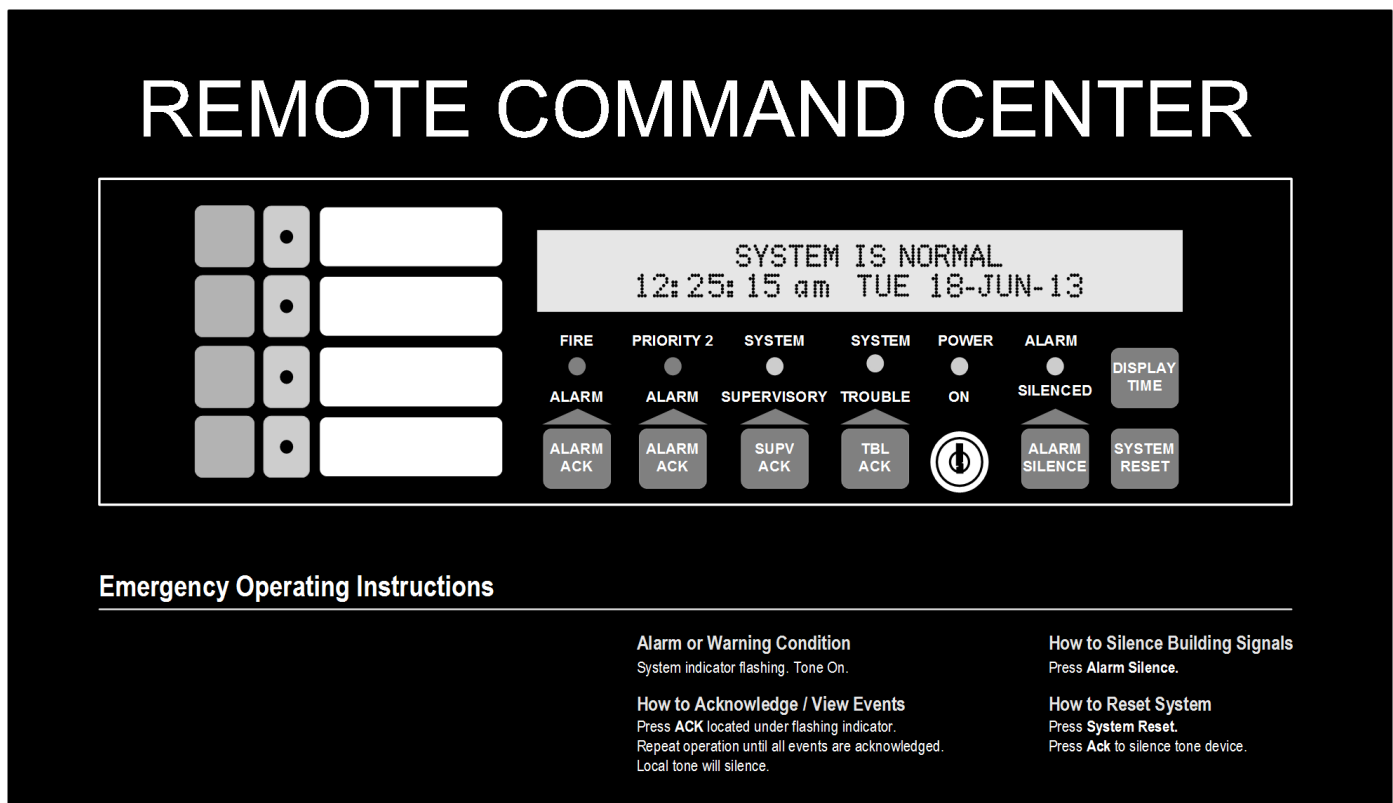 REMOTE COMMAND CENTER
SYSTEM IS NORMAL
12:25:15 am TUE 18-JUN-13
FIRE PRIORITY 2 SYSTEM SYSTEM POWER ALARM
ALARM ALARM SUPERVISORY TROUBLE ON SILENCED
DISPLAY
TIME
ALARM
ACK
ALARM
ACK
SUPV
ACK
TBL
ACK
ALARM
SILENCE
SYSTEM
RESET
Emergency Operating Instructions
Alarm or Warning Condition
System indicator flashing. Tone On.
How to Acknowledge / View Events
Press ACK located under flashing indicator.
Repeat operation until all events are acknowledged.
Local tone will silence.
How to Silence Building Signals
Press Alarm Silence.
How to Reset System
Press System Reset.
Press Ack to silence tone device.